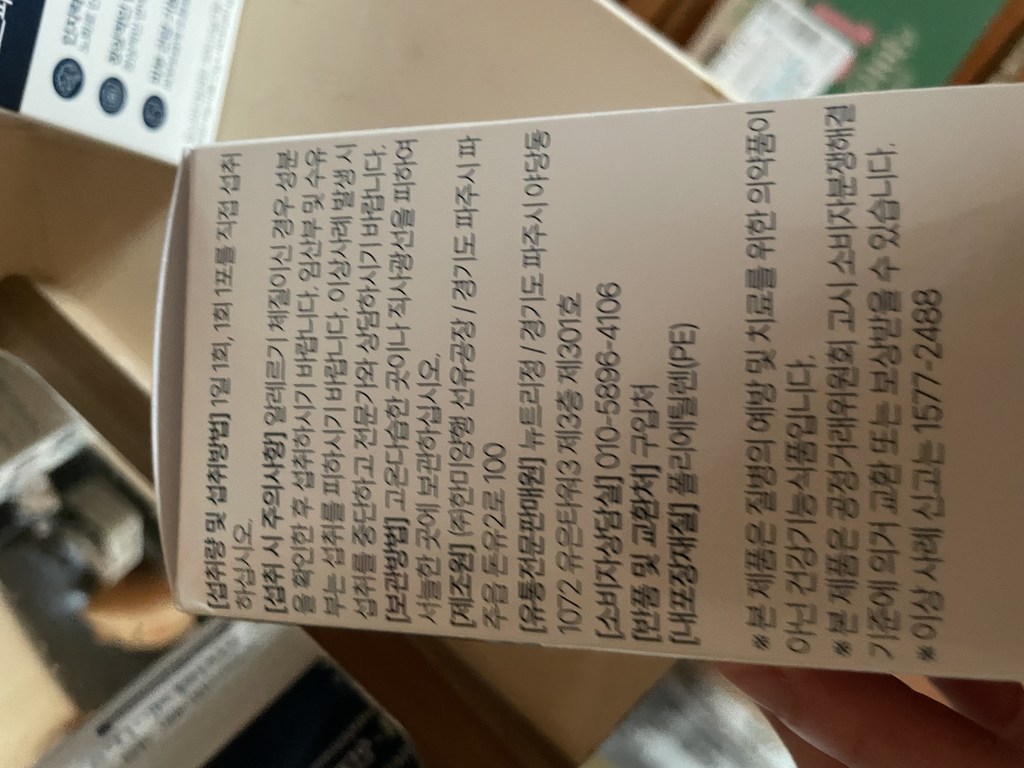 [섭취량 및 섭취방법] 1일 1회, 1회 1포를 직접 섭취
하십시오.
[섭취 시 주의사항] 알레르기 체질이신 경우 성분
을 확인한 후 섭취하시기 바랍니다. 임산부 및 수유
부는 섭취를 피하시기 바랍니다. 이상사례 발생 시
섭취를 중단하고 전문가와 상담하시기 바랍니다.
[보관방법] 고온다습한 곳이나 직사광선을 피하여
서늘한 곳에 보관하십시오.
[제조원] (주)한미양행 선유공장 / 경기도 파주시 파
주읍 돈유2로 100
[유통전문판매원] 뉴트리정 / 경기도 파주시 야당동
1072 유은타워3 제3층 제301호
[소비자상담실] 010-5896-4106
[반품 및 교환처] 구입처
[내포장재질] 폴리에틸렌(PE)
※ 본 제품은 질병의 예방 및 치료를 위한 의약품이
아닌 건강기능식품입니다.
※ 본 제품은 공정거래위원회 고시 소비자분쟁해결
기준에 의거 교환 또는 보상받을 수 있습니다.
※ 이상 사례 신고는 1577-2488